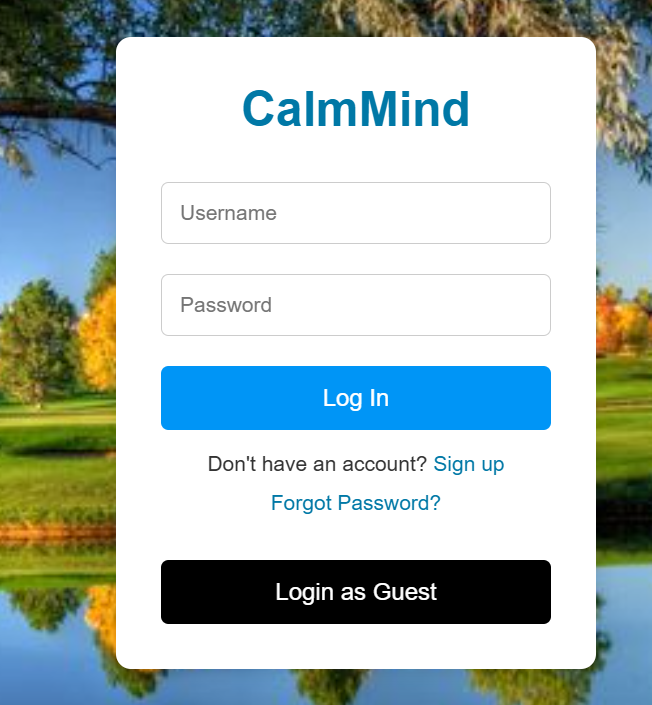 CalmMind
Username
Password
Log In
Don't have an account? Sign up
Forgot Password?
Login as Guest